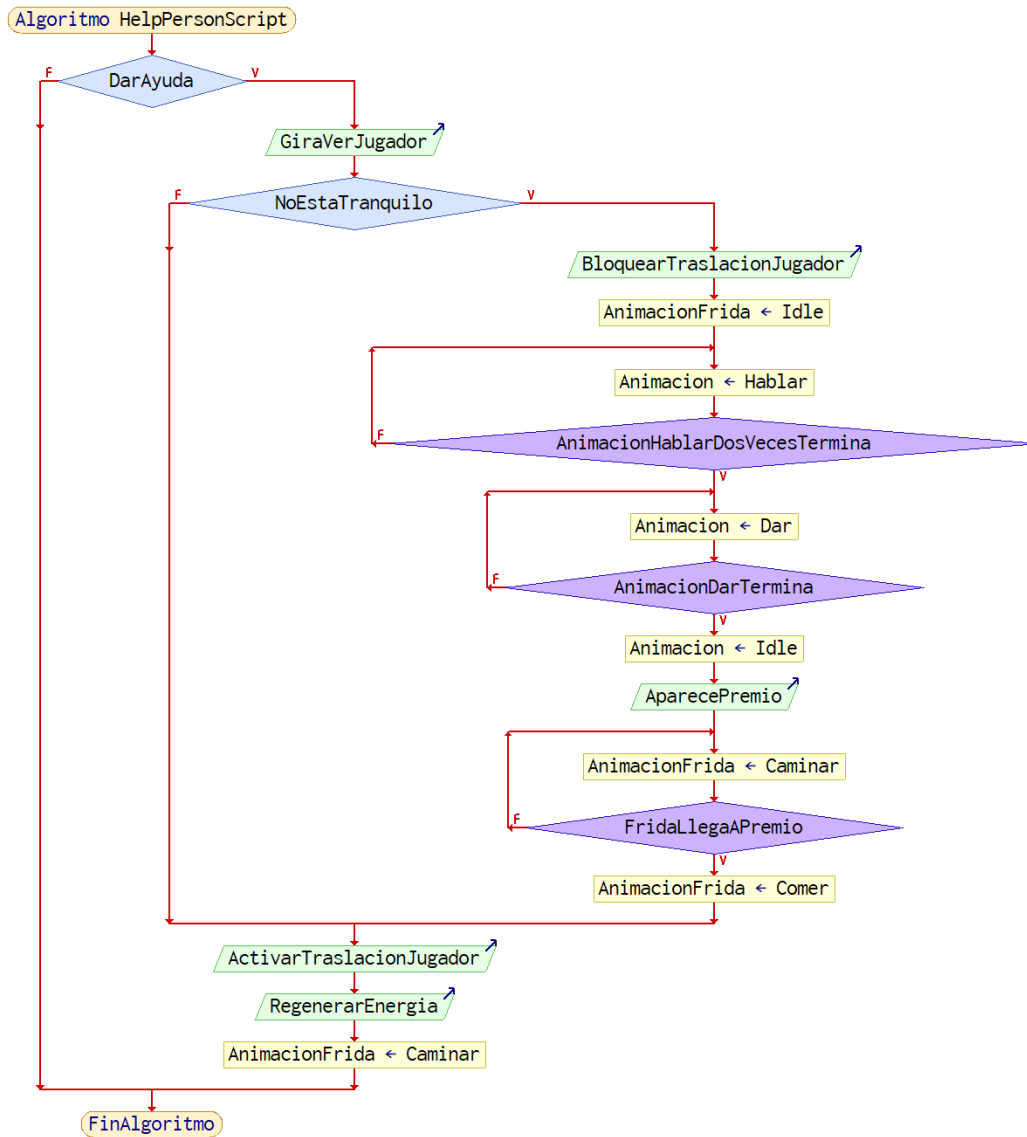 Algoritmo HelpPersonScript
F
V
DarAyuda
GiraVerJugador
F
V
NoEstaTranquilo
BloquearTraslacionJugador
AnimacionFrida ← Idle
Animacion ← Hablar
F
AnimacionHablarDosVecesTermina
V
Animacion ← Dar
F
AnimacionDarTermina
V
Animacion ← Idle
AparecePremio
AnimacionFrida ← Caminar
F
FridaLlegaAPremio
V
AnimacionFrida ← Comer
ActivarTraslacionJugador
RegenerarEnergia
AnimacionFrida ← Caminar
FinAlgoritmo